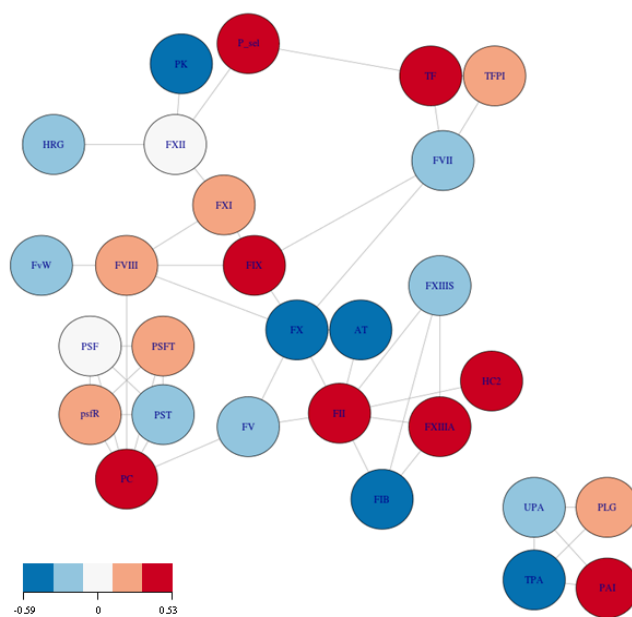 P_sel
PK
TF
TFPI
HRG
FXII
FVII
FXI
FvW
FVIII
FIX
FXIIIS
FX
AT
PSF
PSFT
HC2
psfR
PST
FV
FII
FXIIIA
PC
FIB
UPA
PLG
TPA
PAI
-0.59
0
0.53